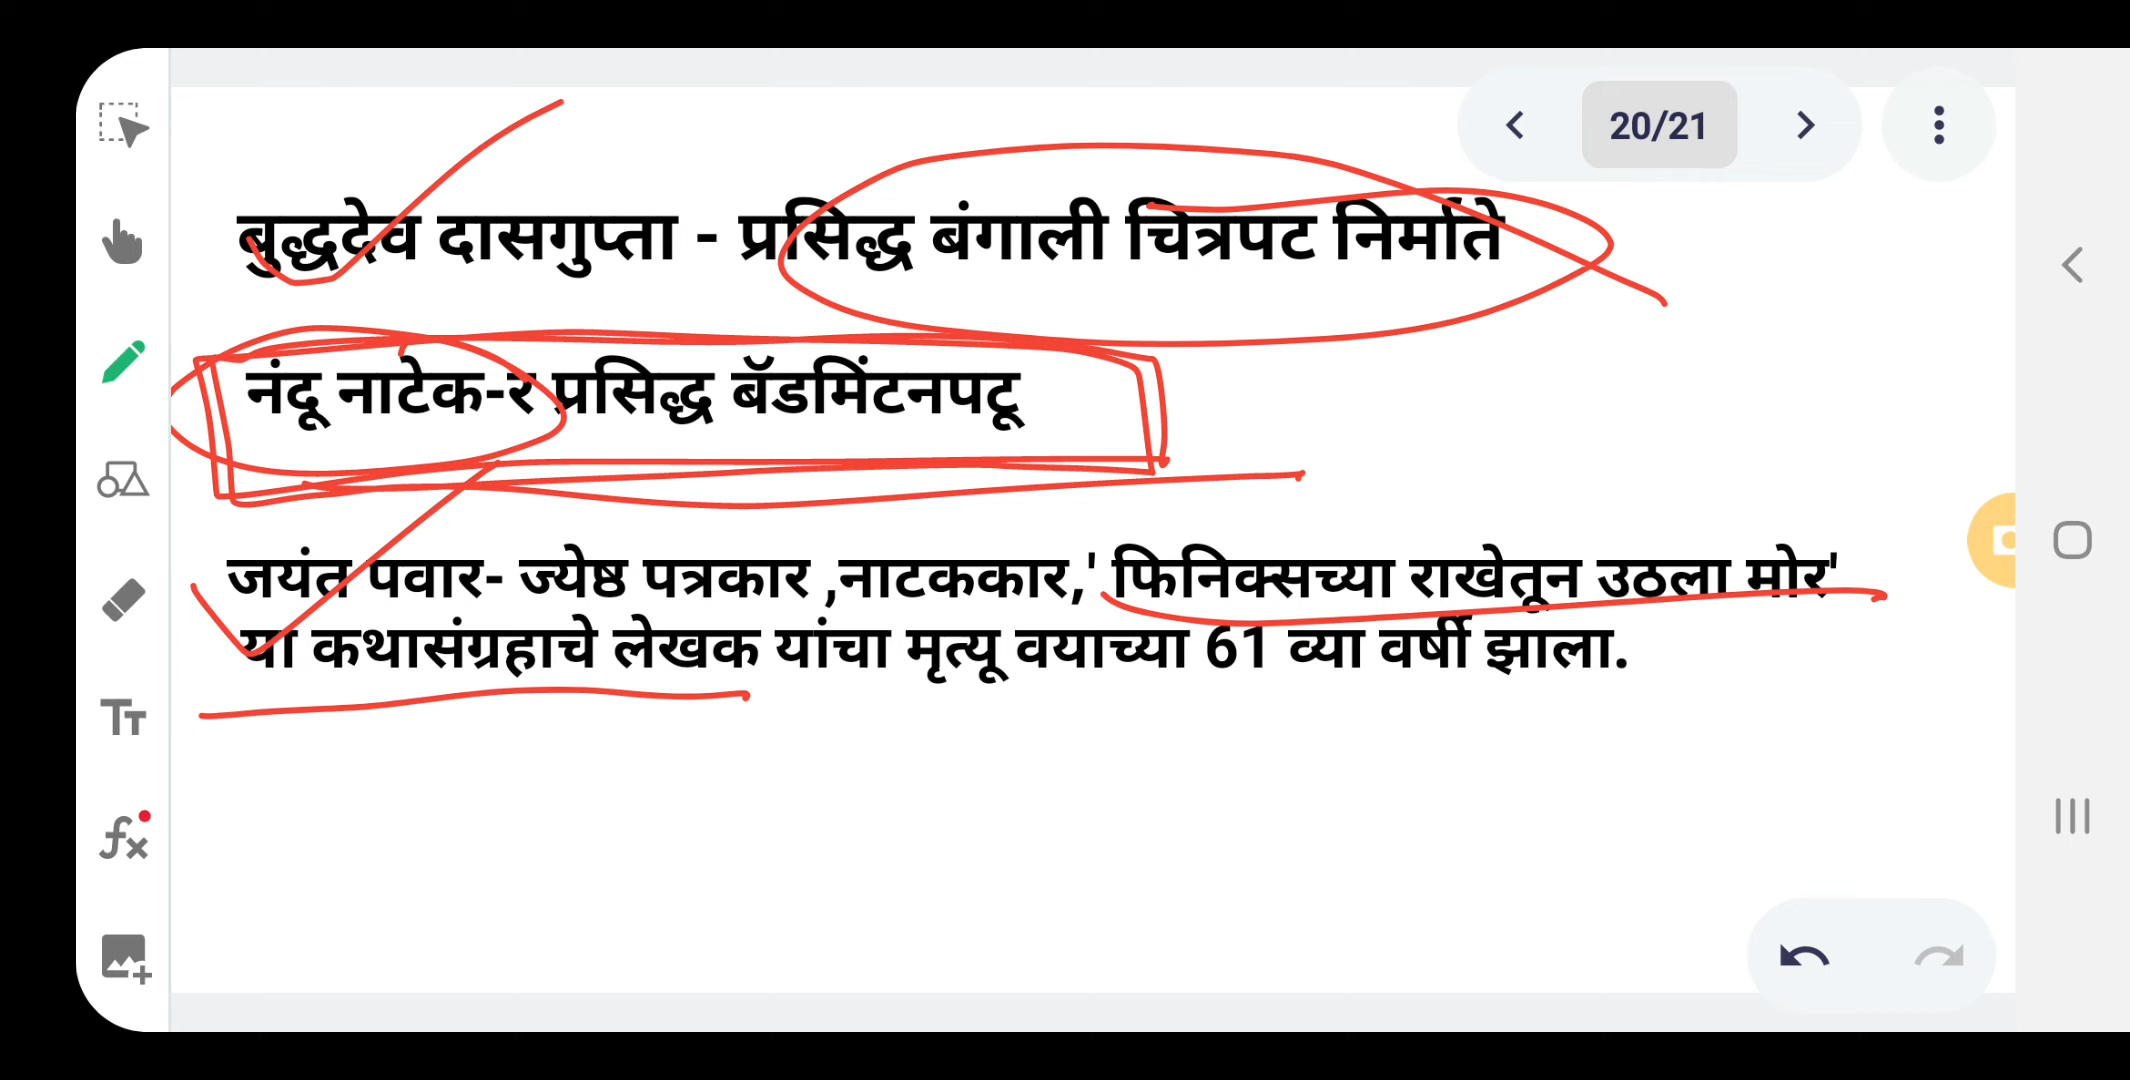 20/21
बुद्धदेव दासगुप्ता - प्रसिद्ध बंगाली चित्रपट निर्माते
नंदू नाटेक-र प्रसिद्ध बॅडमिंटनपटू
जयंत पवार- ज्येष्ठ पत्रकार ,नाटककार,' फिनिक्सच्या राखेतून उठला मोर'
या कथासंग्रहाचे लेखक यांचा मृत्यू वयाच्या 61 व्या वर्षी झाला.